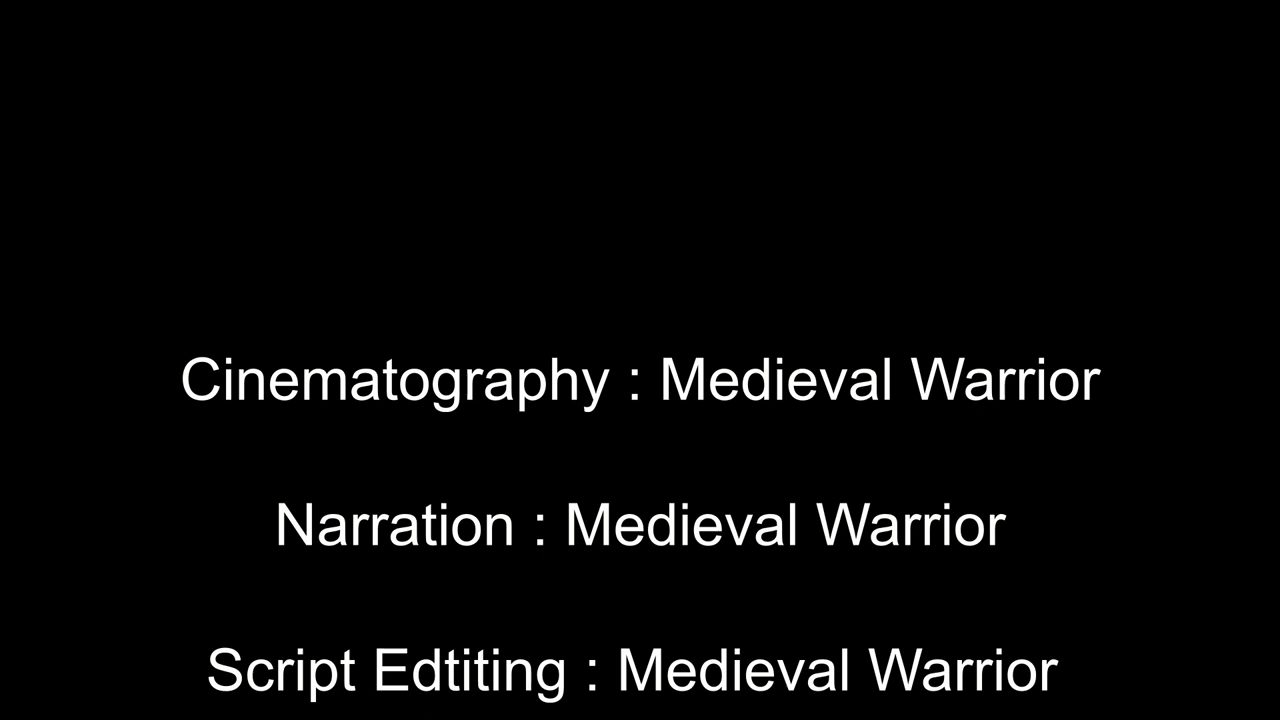 Cinematography : Medieval Warrior
Narration : Medieval Warrior
Script Edtiting : Medieval Warrior